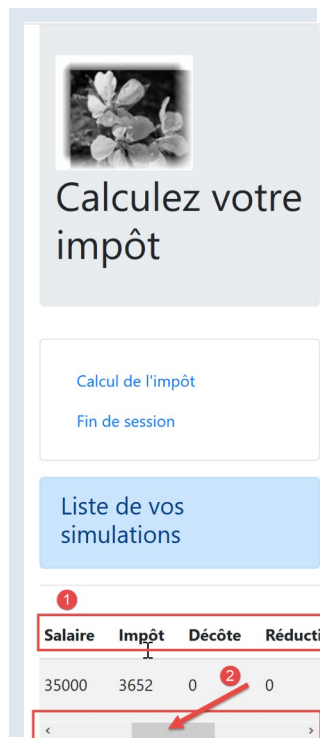 Calculez votre
impôt
Calcul de l'impôt
Fin de session
Liste de vos
simulations
1
Salaire Impôt Décôte Réducti
35000 3652 0 0
2